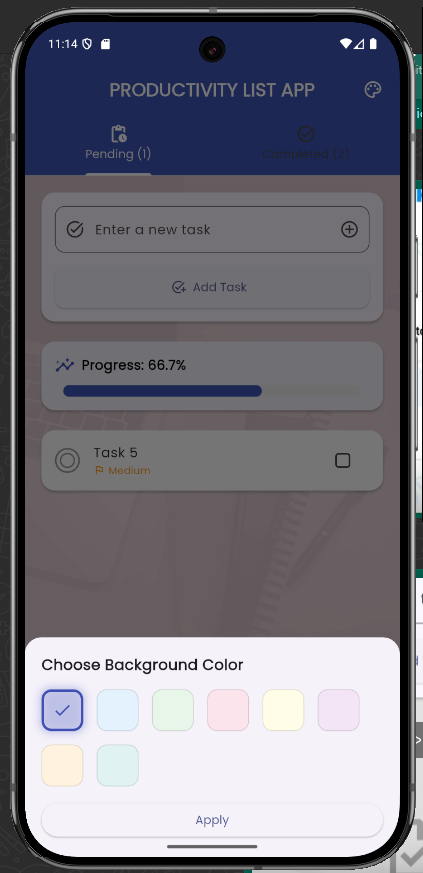 11:14
PRODUCTIVITY LIST APP
Pending (1)
Completed (2)
Enter a new task
Add Task
Progress: 66.7%
Task 5
Medium
Choose Background Color
Apply